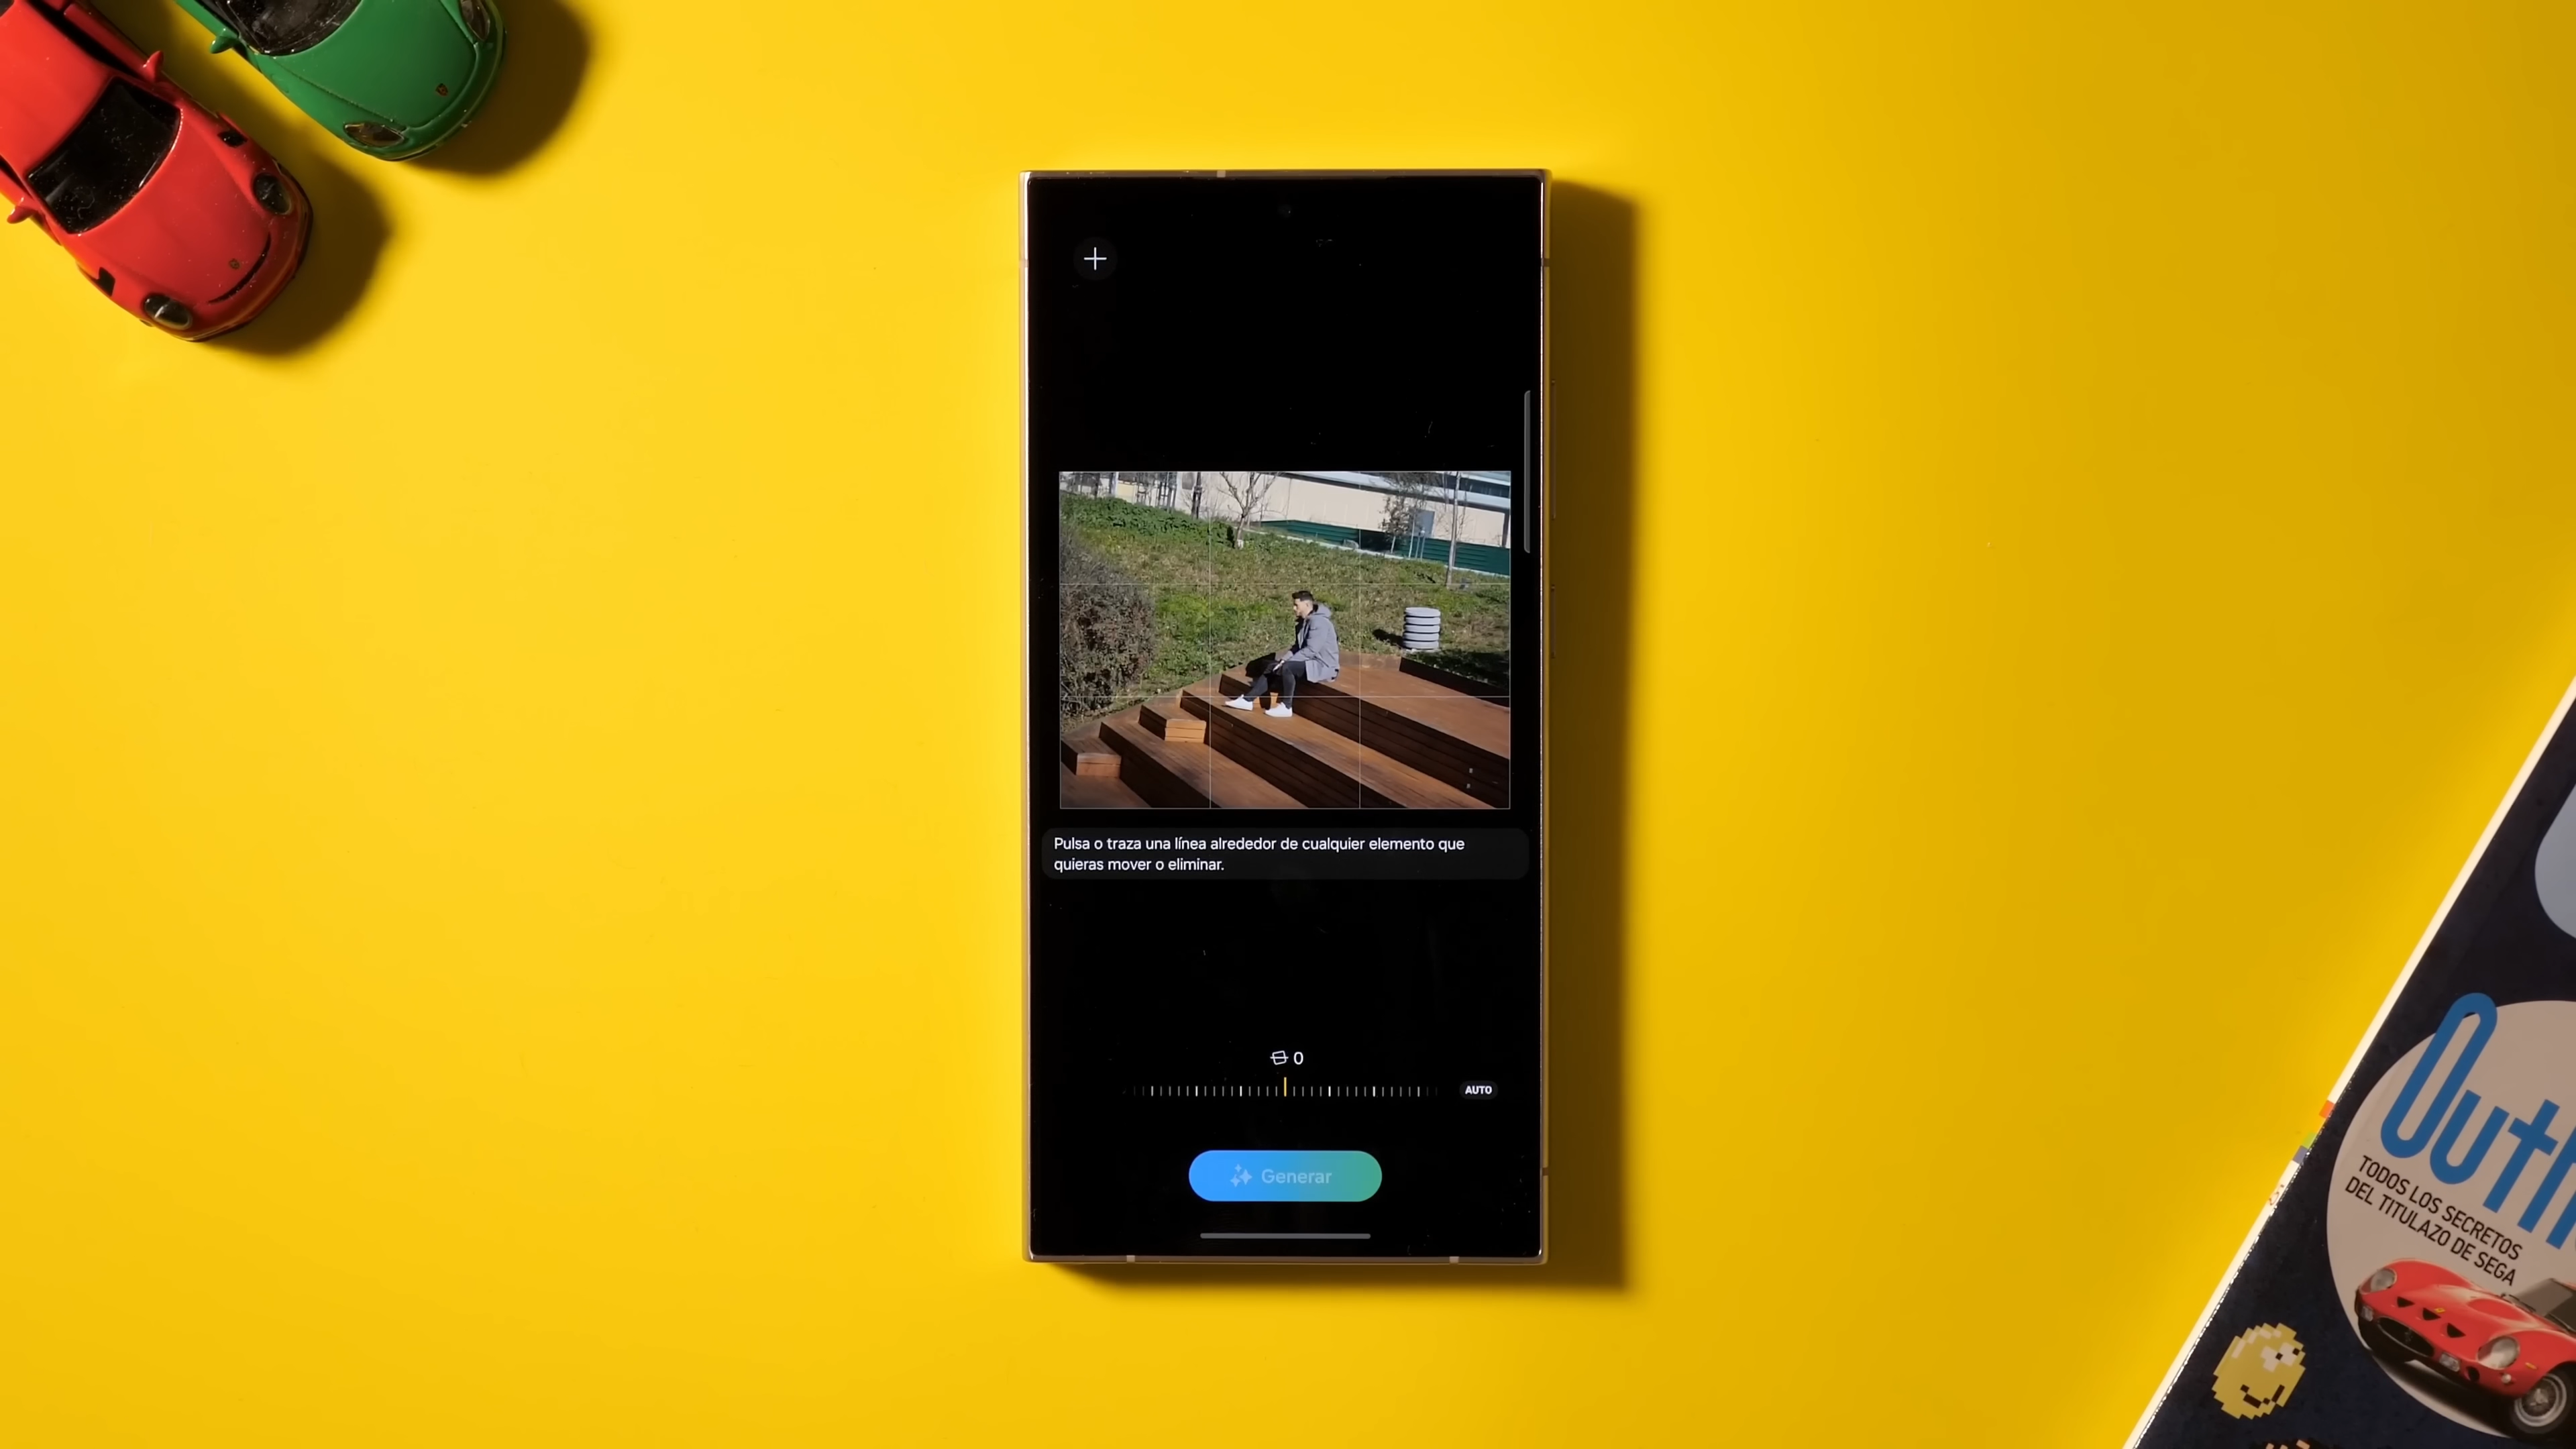 Pulsa o traza una línea alrededor de cualquier elemento que
quieras mover o eliminar.
0
AUTO
Generar
TODOS LOS SECRETOS
DEL TITULAZO DE SEGA